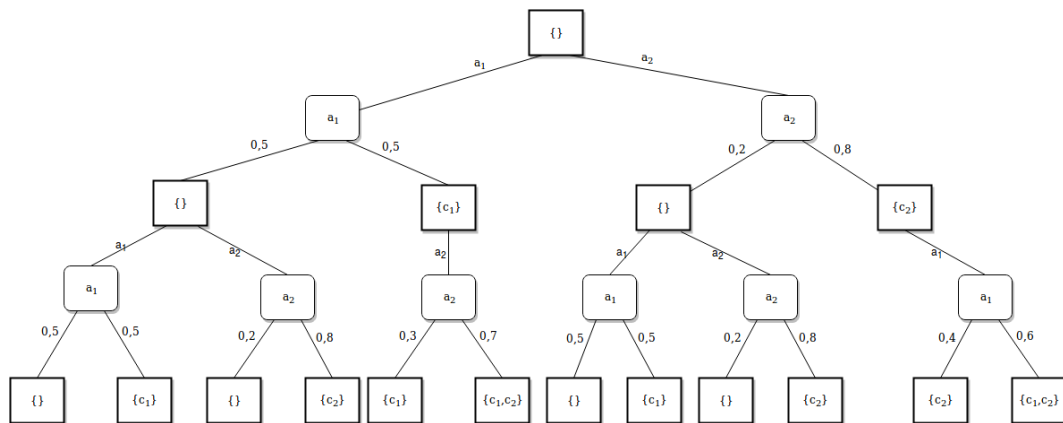 {}
a₁ a₂
a₁ a₂
0,5 0,5 0,2 0,8
{} {c₁} {} {c₂}
a₁ a₂ a₂ a₁ a₂ a₁
a₁ a₂ a₂ a₁ a₂ a₁
0,5 0,5 0,2 0,8 0,3 0,7 0,5 0,5 0,2 0,8 0,4 0,6
{} {c₁} {} {c₂} {c₁} {c₁,c₂} {} {c₁} {} {c₂} {c₂} {c₁,c₂}